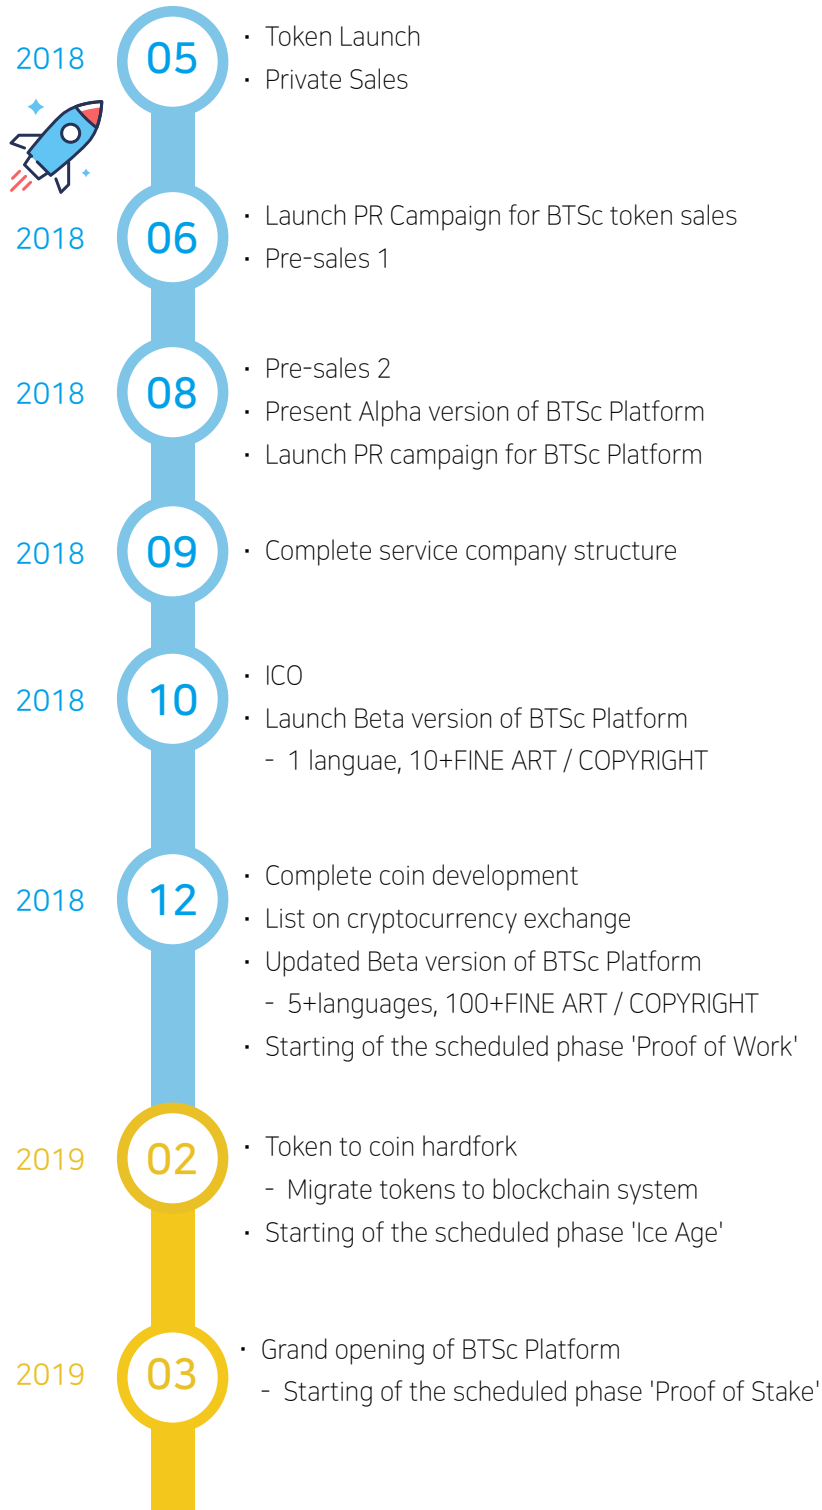 2018
05
· Token Launch
· Private Sales
2018
06
· Launch PR Campaign for BTSc token sales
· Pre-sales 1
2018
08
· Pre-sales 2
· Present Alpha version of BTSc Platform
· Launch PR campaign for BTSc Platform
2018
09
· Complete service company structure
2018
10
· ICO
· Launch Beta version of BTSc Platform
- 1 languae, 10+FINE ART / COPYRIGHT
2018
12
· Complete coin development
· List on cryptocurrency exchange
· Updated Beta version of BTSc Platform
- 5+languages, 100+FINE ART / COPYRIGHT
· Starting of the scheduled phase 'Proof of Work'
2019
02
· Token to coin hardfork
- Migrate tokens to blockchain system
· Starting of the scheduled phase 'Ice Age'
2019
03
· Grand opening of BTSc Platform
- Starting of the scheduled phase 'Proof of Stake'